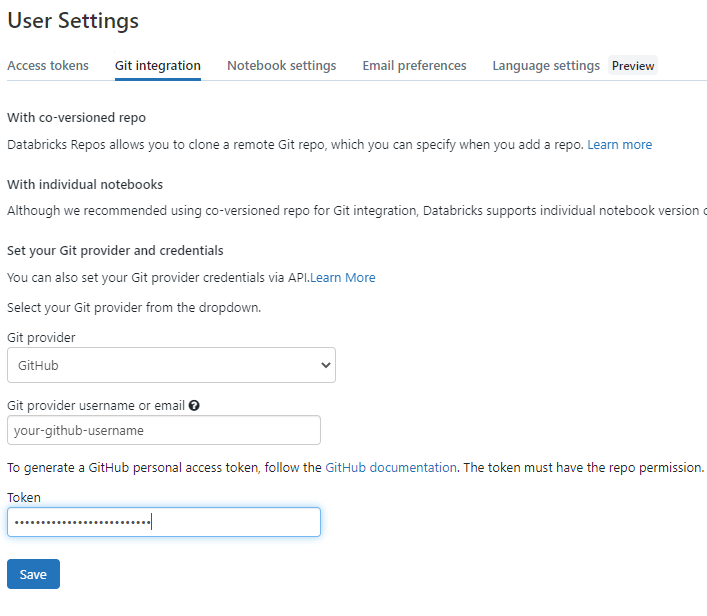 User Settings
Access tokens Git integration Notebook settings Email preferences Language settings Preview
With co-versioned repo
Databricks Repos allows you to clone a remote Git repo, which you can specify when you add a repo. Learn more
With individual notebooks
Although we recommended using co-versioned repo for Git integration, Databricks supports individual notebook version
Set your Git provider and credentials
You can also set your Git provider credentials via API.Learn More
Select your Git provider from the dropdown.
Git provider
GitHub
Git provider username or email ?
your-github-username
To generate a GitHub personal access token, follow the GitHub documentation. The token must have the repo permission.
Token
Save